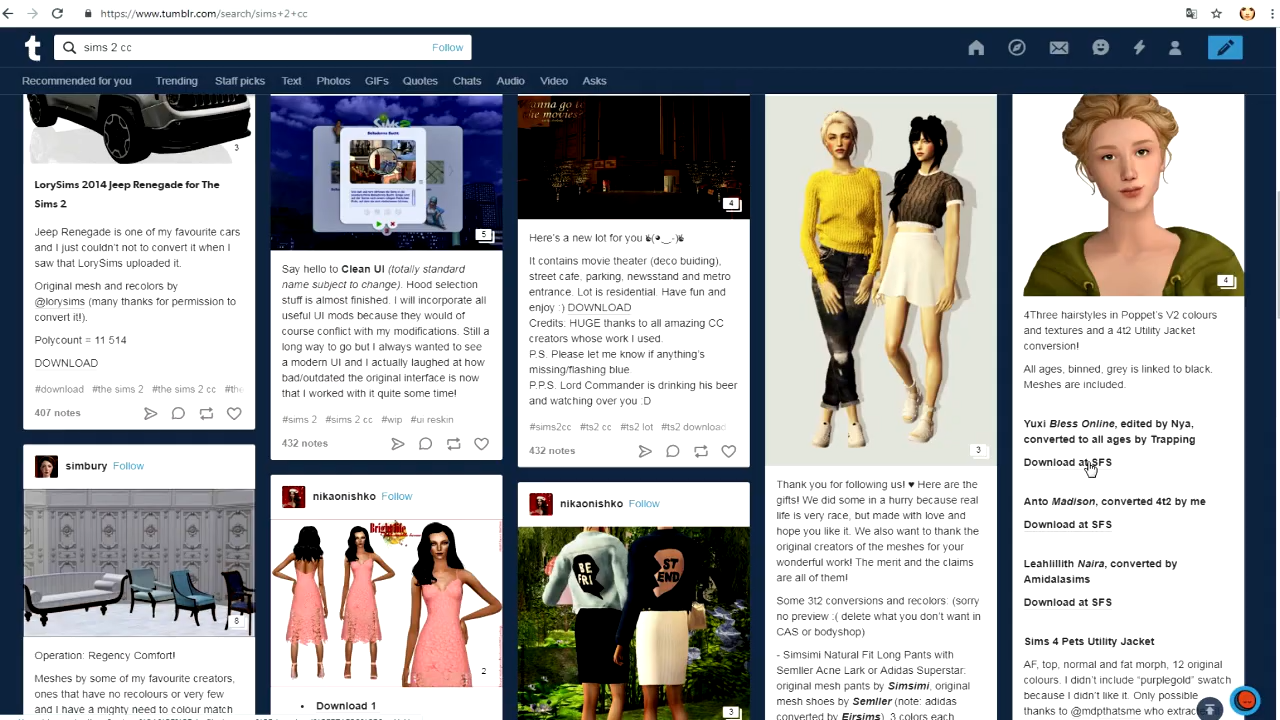 https://www.tumblr.com/search/sims+2+cc
t
sims 2 cc
Follow
Recommended for you
Trending
Staff picks
Text
Photos
GIFs
Quotes
Chats
Audio
Video
Asks
3
LorySims 2014 Jeep Renegade for The
Sims 2
Jeep Renegade is one of my favourite cars
and I just couldn't not to convert it when I
saw that LorySims uploaded it.
Original mesh and recolors by
@lorysims (many thanks for permission to
convert it!).
Polycount = 11 514
DOWNLOAD
#download #the sims 2 #the sims 2 cc #the
407 notes
simbury Follow
8
Operation: Regency Comfort!
Meshes by some of my favourite creators,
ones that have no recolours or very few
and I have a mighty need to colour match
5
Say hello to Clean UI (totally standard
name subject to change). Hood selection
stuff is almost finished. I will incorporate all
useful UI mods because they would of
course conflict with my modifications. Still a
long way to go but I always wanted to see
a modern UI and I actually laughed at how
bad/outdated the original interface is now
that I worked with it quite some time!
#sims 2 #sims 2 cc #wip #ui reskin
432 notes
nikaonishko Follow
2
• Download 1
wanna go to
the movies?
4
Here's a new lot for you
It contains movie theater (deco buiding),
street cafe, parking, newsstand and metro
entrance. Lot is residential. Have fun and
enjoy :) DOWNLOAD
Credits: HUGE thanks to all amazing CC
creators whose work I used.
P.S. Please let me know if anything's
missing/flashing blue
P.P.S. Lord Commander is drinking his beer
and watching over you :D
#sims2cc #ts2 cc #ts2 lot #ts2 download
432 notes
nikaonishko Follow
BE
FRI
ST
END
3
3
Thank you for following us! ♥ Here are the
gifts! We did some in a hurry because real
life is very race, but made with love and
hope you like it. We also want to thank the
original creators of the meshes for your
wonderful work! The merit and the claims
are all of them!
Some 3t2 conversions and recolors. (sorry
no preview :( delete what you don't want in
CAS or bodyshop)
- Simsimi Natural Fit Long Pants with
Semller Acne Lark or Adidas Superstar.
original mesh pants by Simsimi, original
mesh shoes by Semller (note: adidas
converted by Eirsims). 3 colors each
4
4Three hairstyles in Poppet's V2 colours
and textures and a 4t2 Utility Jacket
conversion!
All ages, binned, grey is linked to black.
Meshes are included.
Yuxi Bless Online, edited by Nya,
converted to all ages by Trapping
Download at SFS
Anto Madison, converted 4t2 by me
Download at SFS
Leahlillith Naira, converted by
Amidalasims
Download at SFS
Sims 4 Pets Utility Jacket
AF, top, normal and fat morph, 12 original
colours. I didn't include "purplegold" swatch
because I didn't like it. Only possible
thanks to @mdpthatsme who extrac